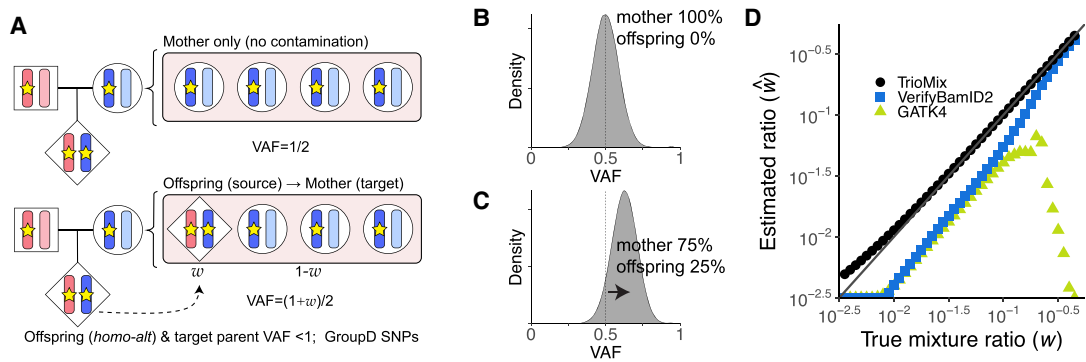 A
Mother only (no contamination)
VAF=1/2
Offspring (source) → Mother (target)
w
1-w
VAF=(1+w)/2
Offspring (homo-alt) & target parent VAF <1; GroupD SNPs
B
mother 100%
offspring 0%
Density
0
0.5
1
VAF
C
mother 75%
offspring 25%
Density
0
0.5
1
VAF
D
Estimated ratio (ŵ)
10^-0.5
10^-1
10^-1.5
10^-2
10^-2.5
TrioMix
VerifyBamID2
GATK4
10^-2.5
10^-2
10^-1.5
10^-1
10^-0.5
True mixture ratio (w)